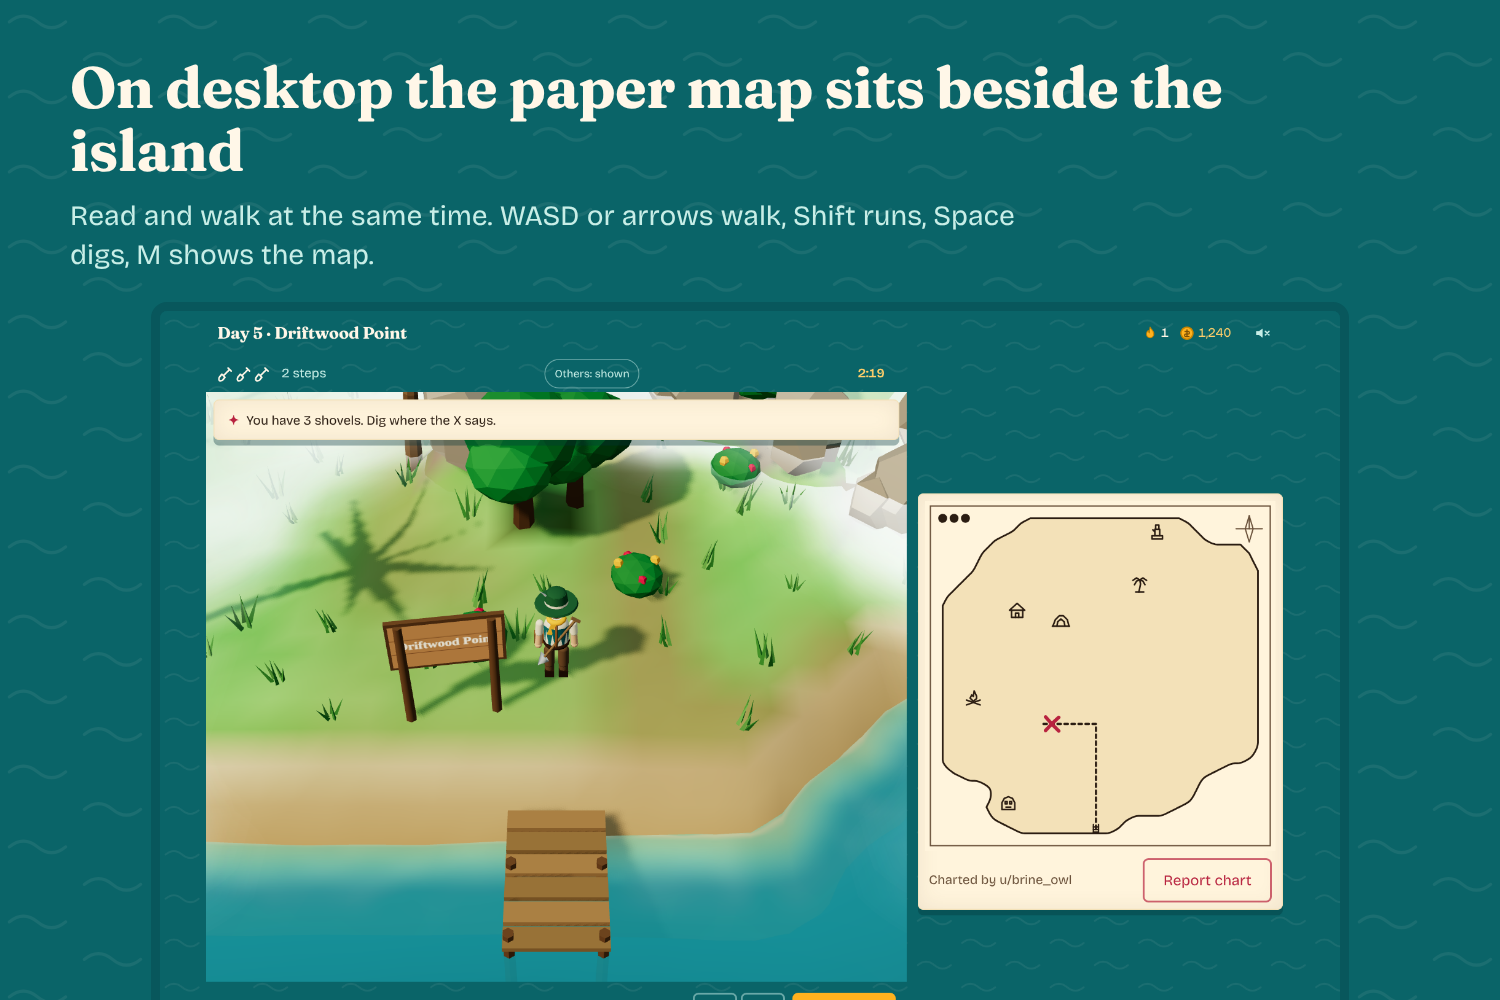 On desktop the paper map sits beside the
island
Read and walk at the same time. WASD or arrows walk, Shift runs, Space
digs, M shows the map.
Day 5 · Driftwood Point
1
1,240
2 steps
Others: shown
2:19
You have 3 shovels. Dig where the X says.
Driftwood Poin
Charted by u/brine_owl
Report chart